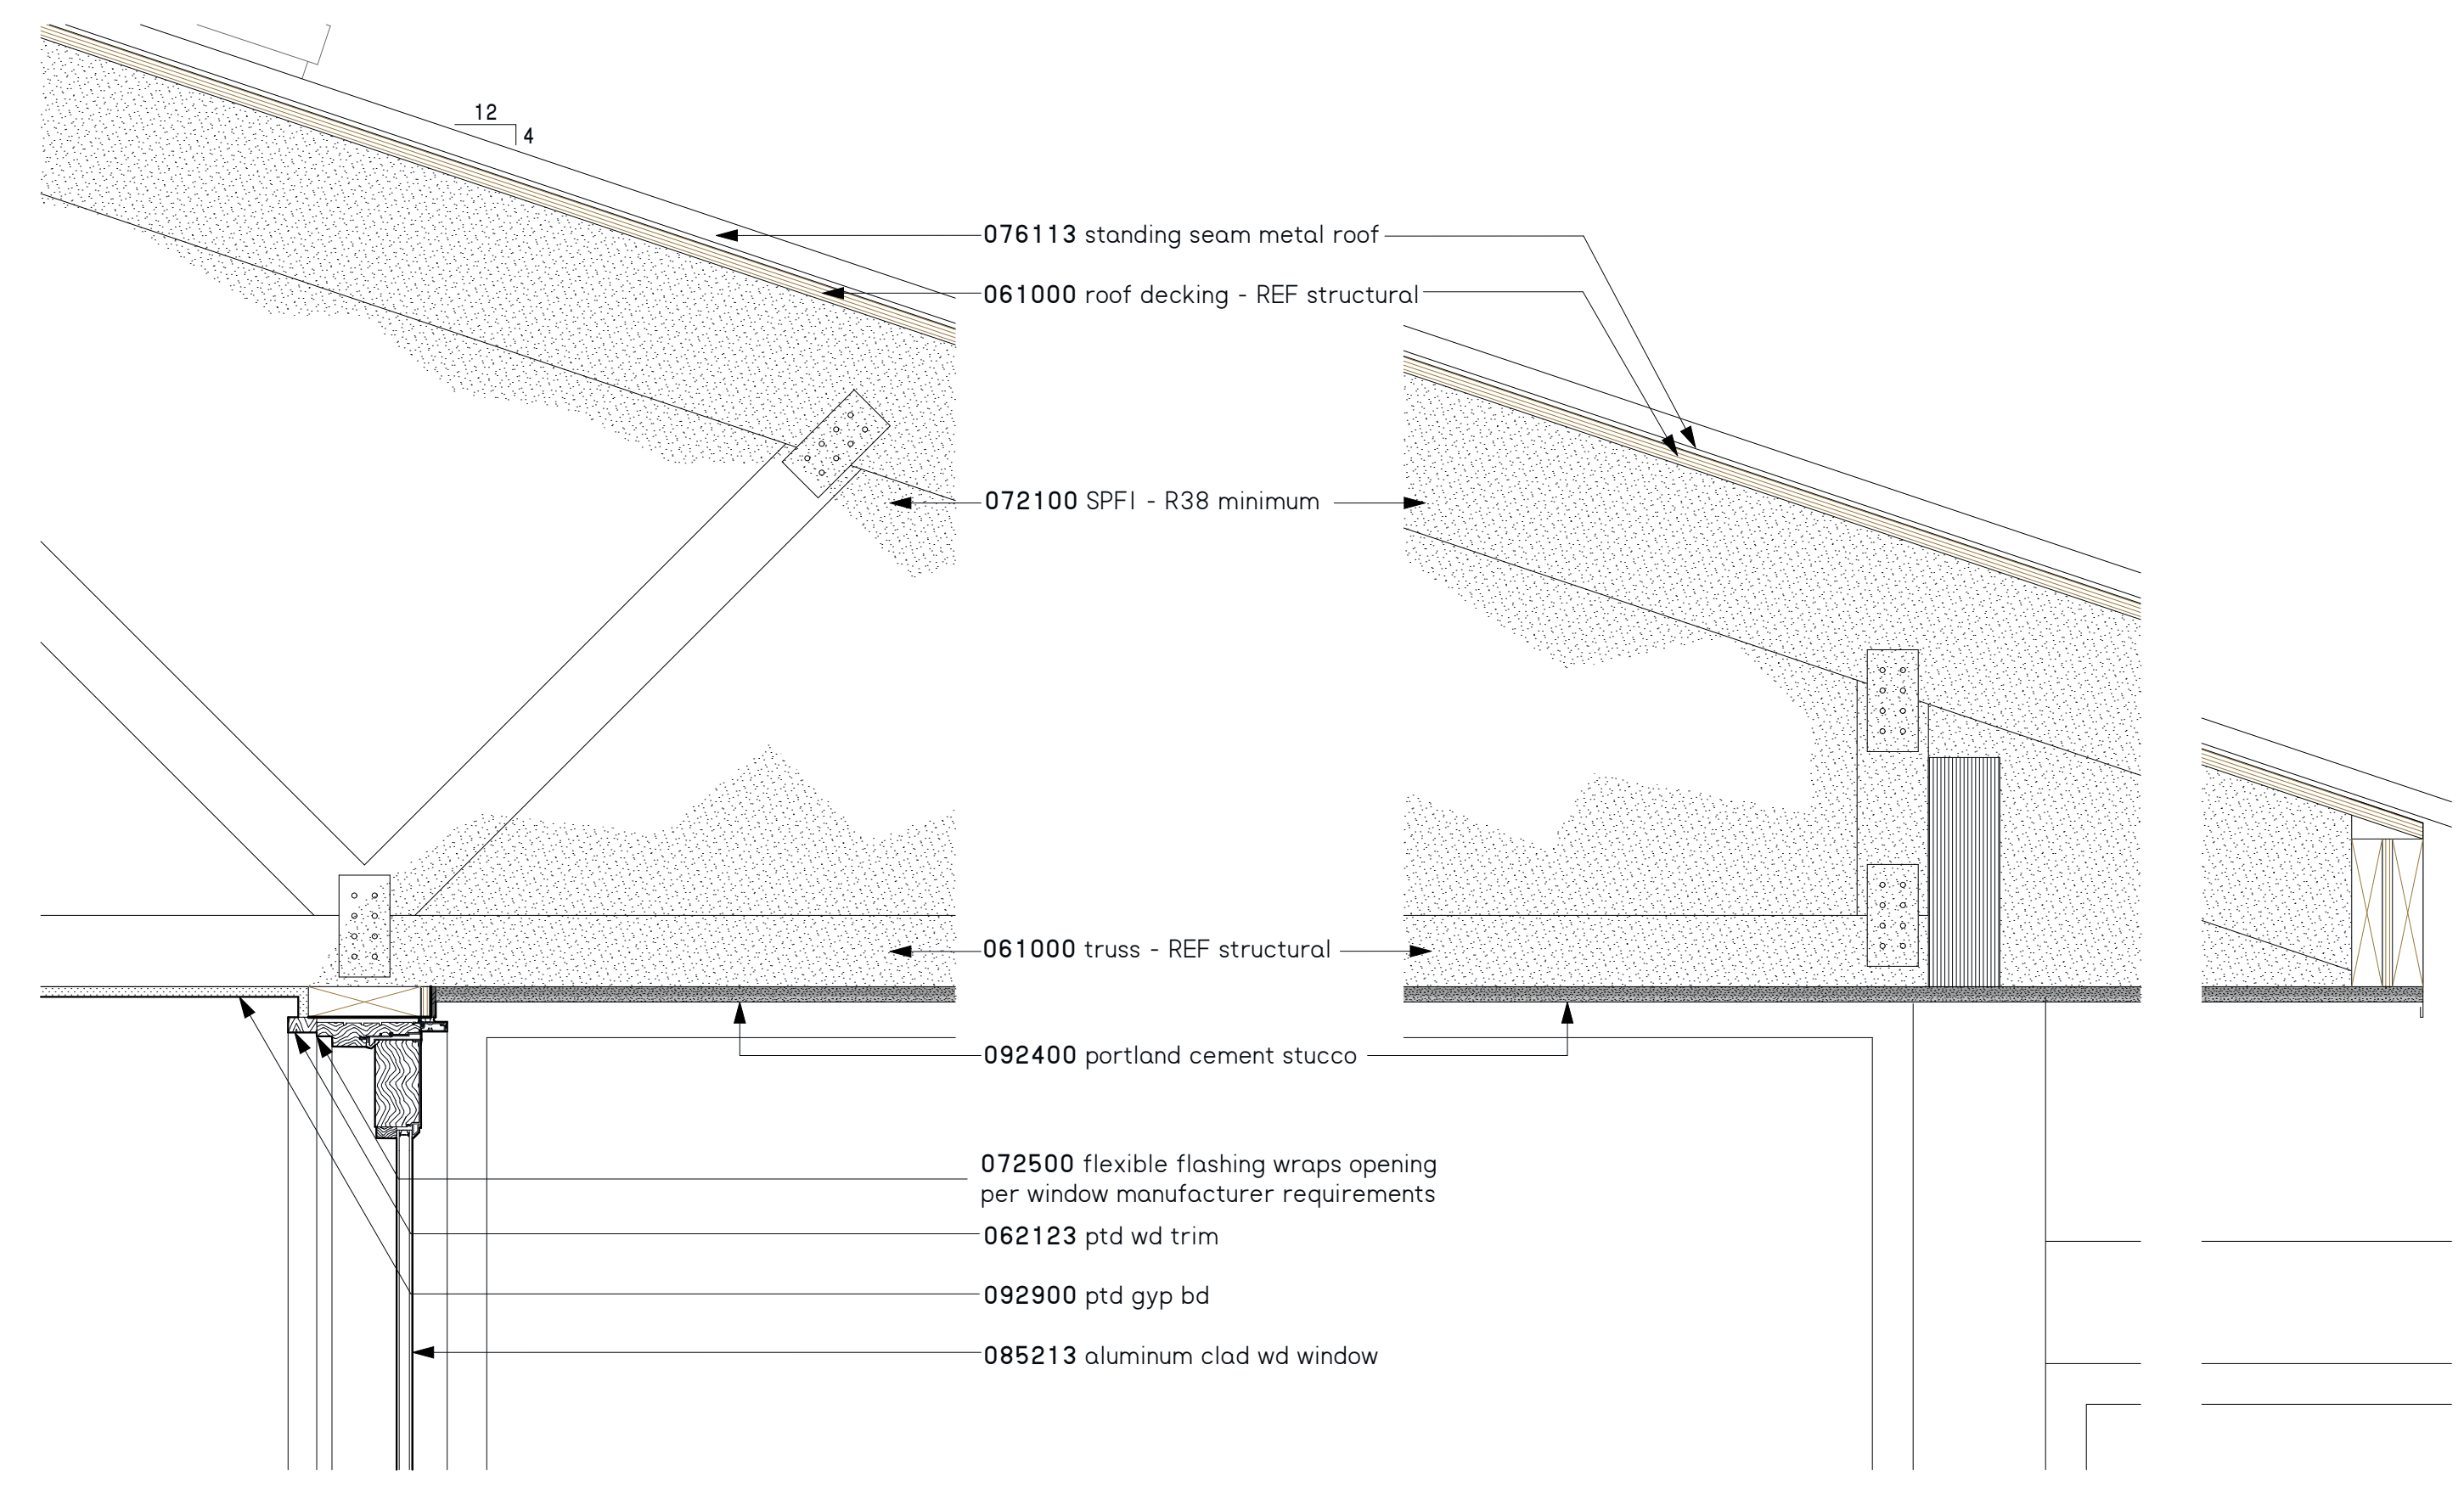 12
4
076113 standing seam metal roof
061000 roof decking - REF structural
072100 SPFI - R38 minimum
061000 truss - REF structural
092400 portland cement stucco
072500 flexible flashing wraps opening
per window manufacturer requirements
062123 ptd wd trim
092900 ptd gyp bd
085213 aluminum clad wd window